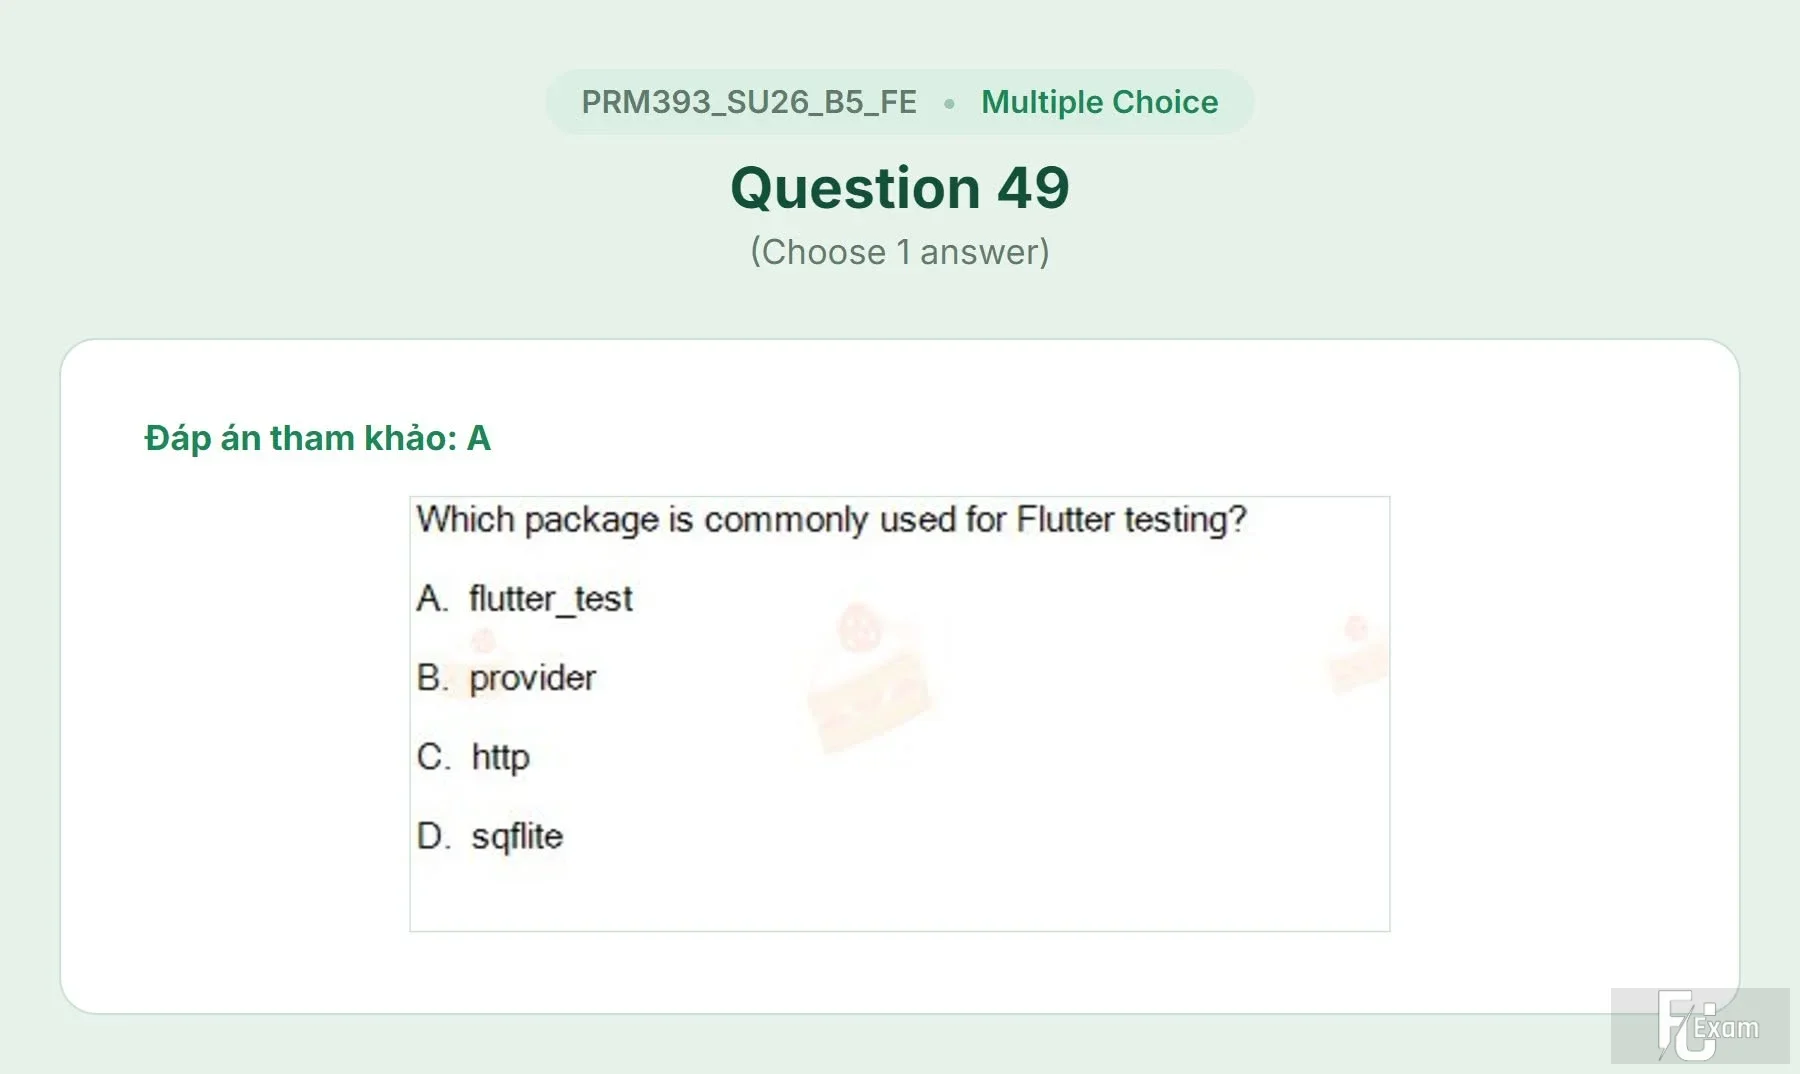 PRM393_SU26_B5_FE • Multiple Choice
Question 49
(Choose 1 answer)
Đáp án tham khảo: A
Which package is commonly used for Flutter testing?
A. flutter_test
B. provider
C. http
D. sqflite
FU Exam